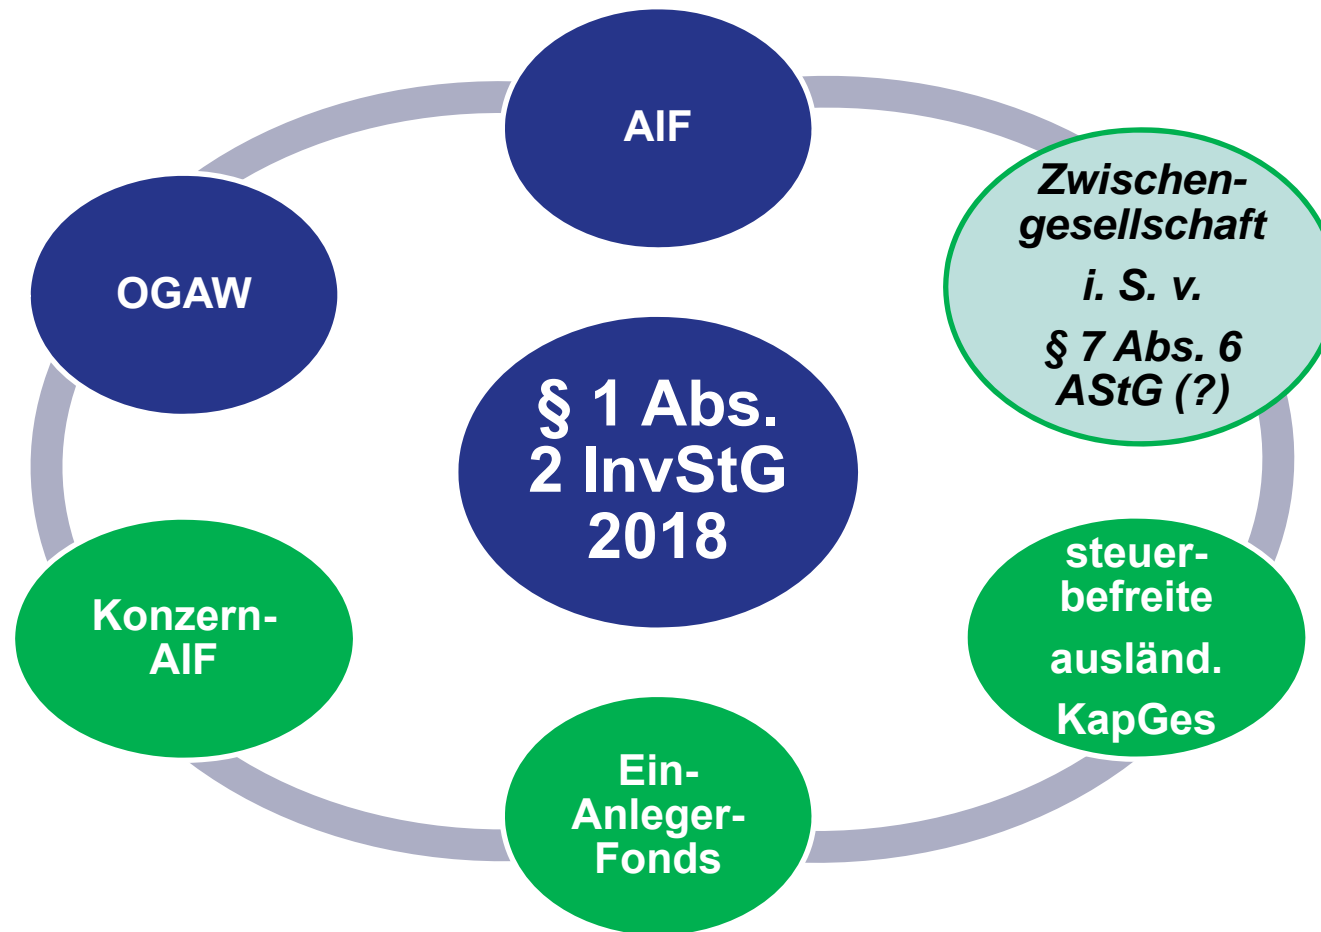 AIF
Zwischen-
gesellschaft
i. S. v.
§ 7 Abs. 6
AStG (?)
OGAW
§ 1 Abs.
2 InvStG
2018
steuer-
befreite
ausländ.
KapGes
Konzern-
AIF
Ein-
Anleger-
Fonds